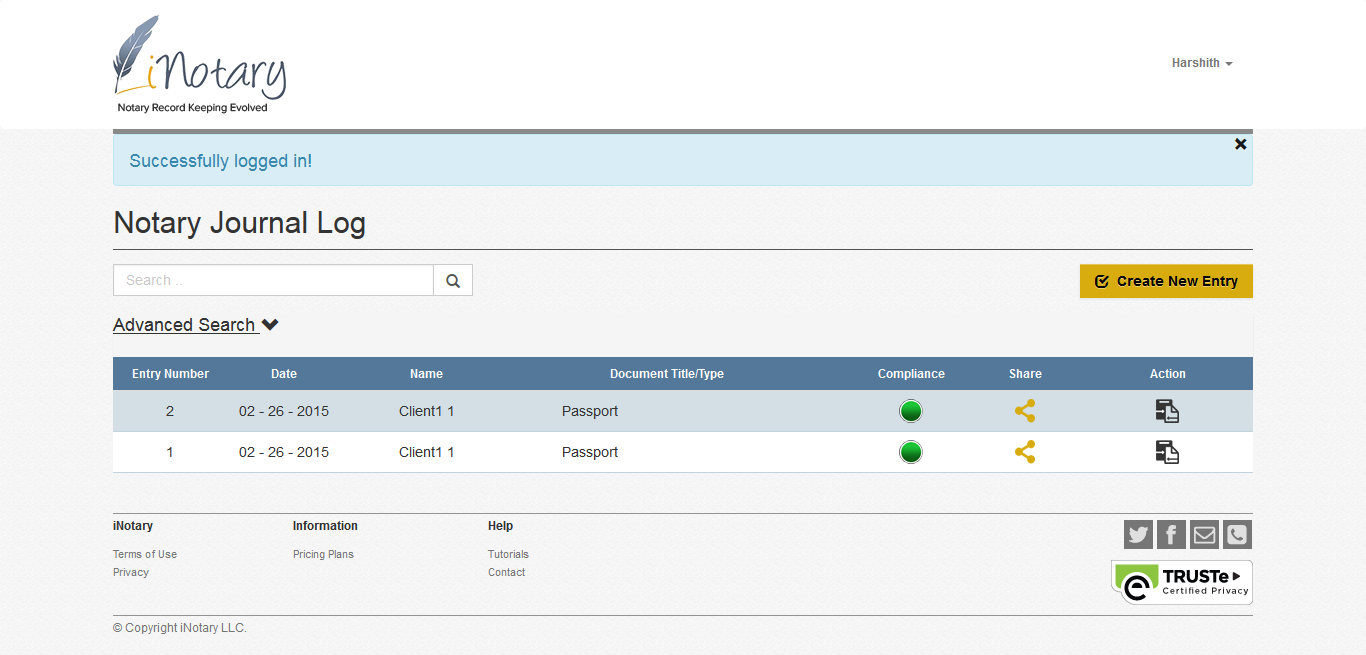 iNotary
Notary Record Keeping Evolved
Harshith
Successfully logged in!
Notary Journal Log
Search ..
Create New Entry
Advanced Search
Entry Number Date Name Document Title/Type Compliance Share Action
2 02 - 26 - 2015 Client1 1 Passport
1 02 - 26 - 2015 Client1 1 Passport
iNotary Information Help
Terms of Use Pricing Plans Tutorials
Privacy Contact
TRUSTe
Certified Privacy
© Copyright iNotary LLC.